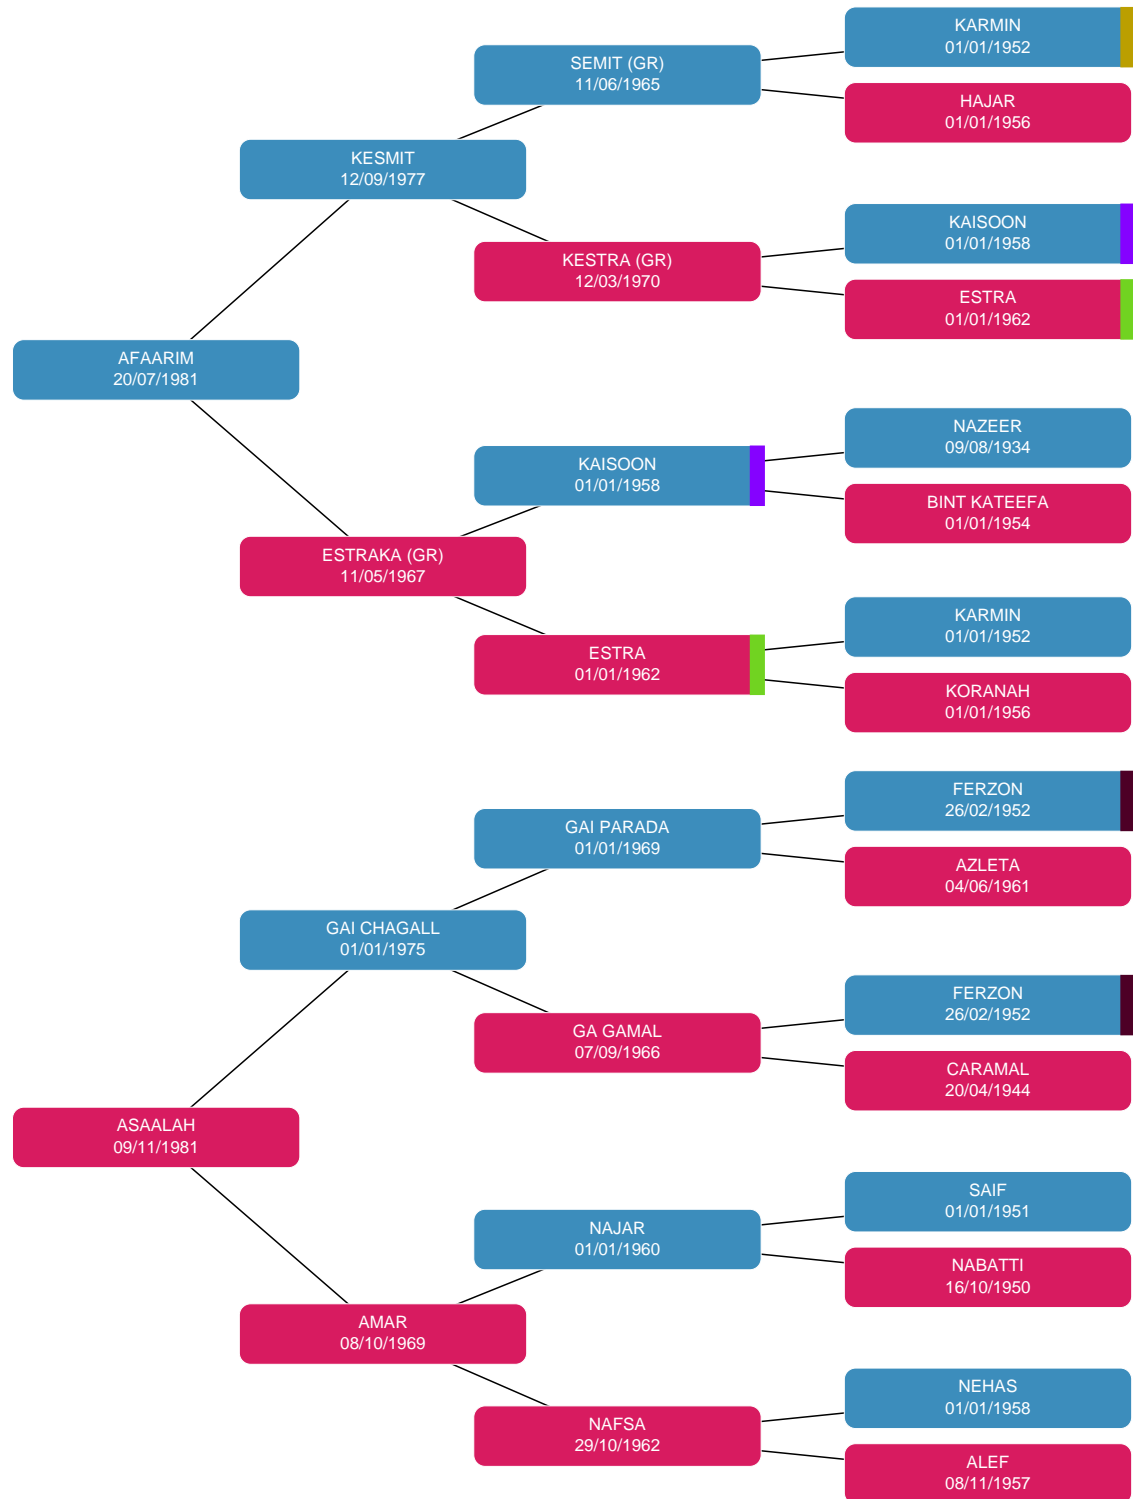 KARMIN
01/01/1952
SEMIT (GR)
11/06/1965
HAJAR
01/01/1956
KESMIT
12/09/1977
KAISOON
01/01/1958
KESTRA (GR)
12/03/1970
ESTRA
01/01/1962
AFAARIM
20/07/1981
NAZEER
09/08/1934
KAISOON
01/01/1958
BINT KATEEFA
01/01/1954
ESTRAKA (GR)
11/05/1967
KARMIN
01/01/1952
ESTRA
01/01/1962
KORANAH
01/01/1956
FERZON
26/02/1952
GAI PARADA
01/01/1969
AZLETA
04/06/1961
GAI CHAGALL
01/01/1975
FERZON
26/02/1952
GA GAMAL
07/09/1966
CARAMAL
20/04/1944
ASAALAH
09/11/1981
SAIF
01/01/1951
NAJAR
01/01/1960
NABATTI
16/10/1950
AMAR
08/10/1969
NEHAS
01/01/1958
NAFSA
29/10/1962
ALEF
08/11/1957